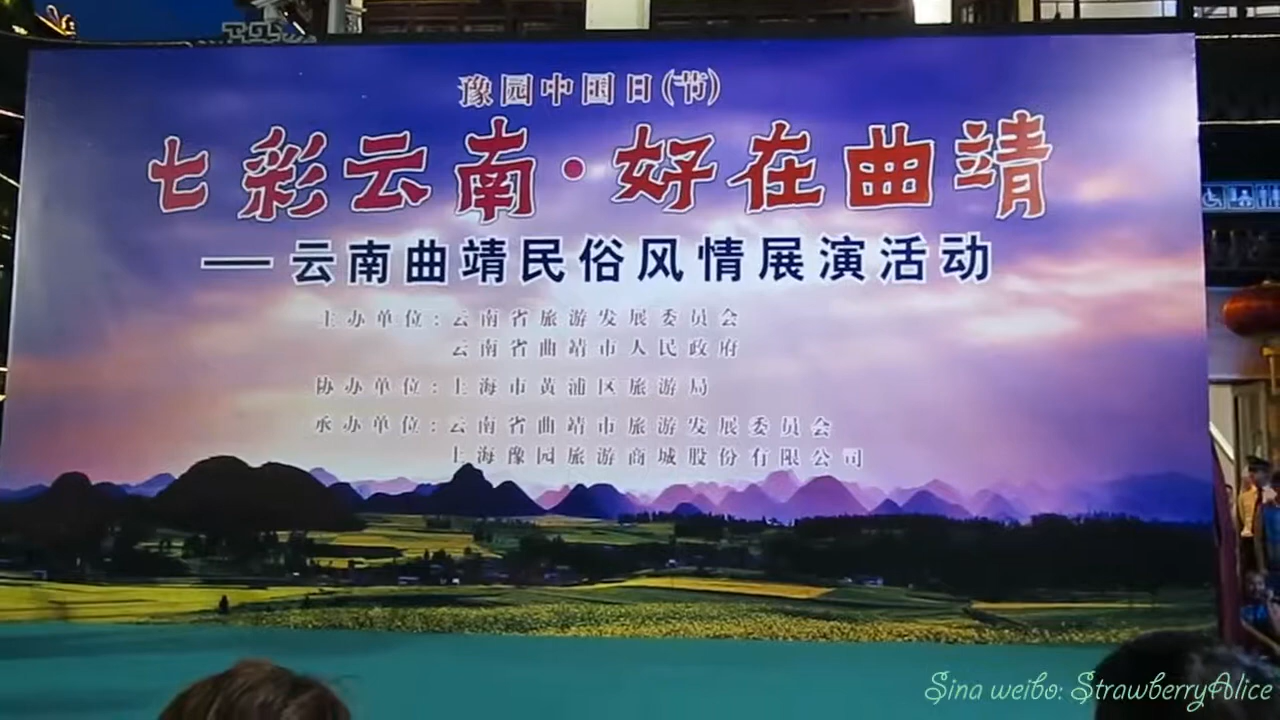 豫园中国日(节)
七彩云南·好在曲靖
——云南曲靖民俗风情展演活动
主办单位:云南省旅游发展委员会
云南省曲靖市人民政府
协办单位:上海市黄浦区旅游局
承办单位:云南省曲靖市旅游发展委员会
上海豫园旅游商城股份有限公司
Sina weibo: StrawberryAlice